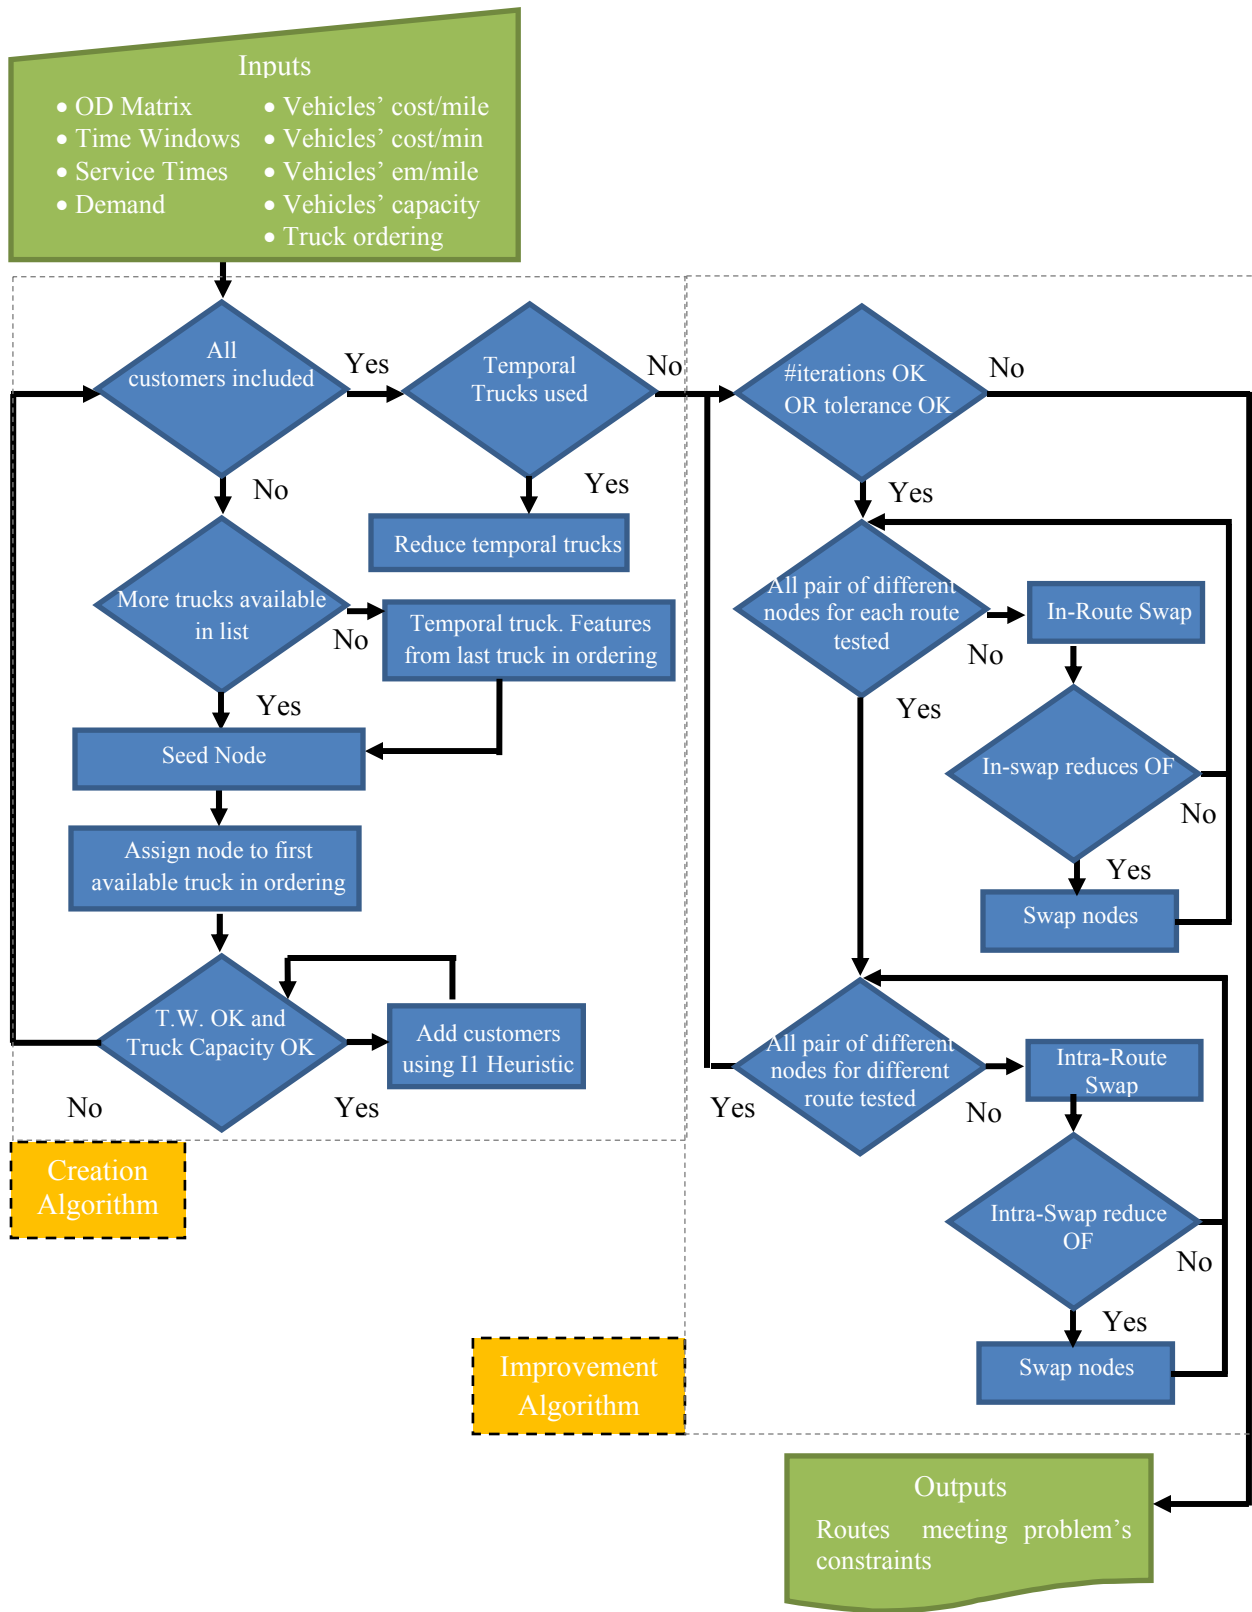 Inputs
• OD Matrix
• Time Windows
• Service Times
• Demand
• Vehicles’ cost/mile
• Vehicles’ cost/min
• Vehicles’ em/mile
• Vehicles’ capacity
• Truck ordering
All
customers included
Yes
No
Temporal
Trucks used
No
Yes
Reduce temporal trucks
More trucks available
in list
No
Yes
Temporal truck. Features
from last truck in ordering
Seed Node
Assign node to first
available truck in ordering
T.W. OK and
Truck Capacity OK
No
Yes
Add customers
using I1 Heuristic
Creation
Algorithm
#iterations OK
OR tolerance OK
No
Yes
All pair of different
nodes for each route
tested
No
Yes
In-Route Swap
In-swap reduces OF
No
Yes
Swap nodes
All pair of different
nodes for different
route tested
Yes
No
Intra-Route
Swap
Intra-Swap reduce
OF
No
Yes
Swap nodes
Improvement
Algorithm
Outputs
Routes meeting problem’s
constraints